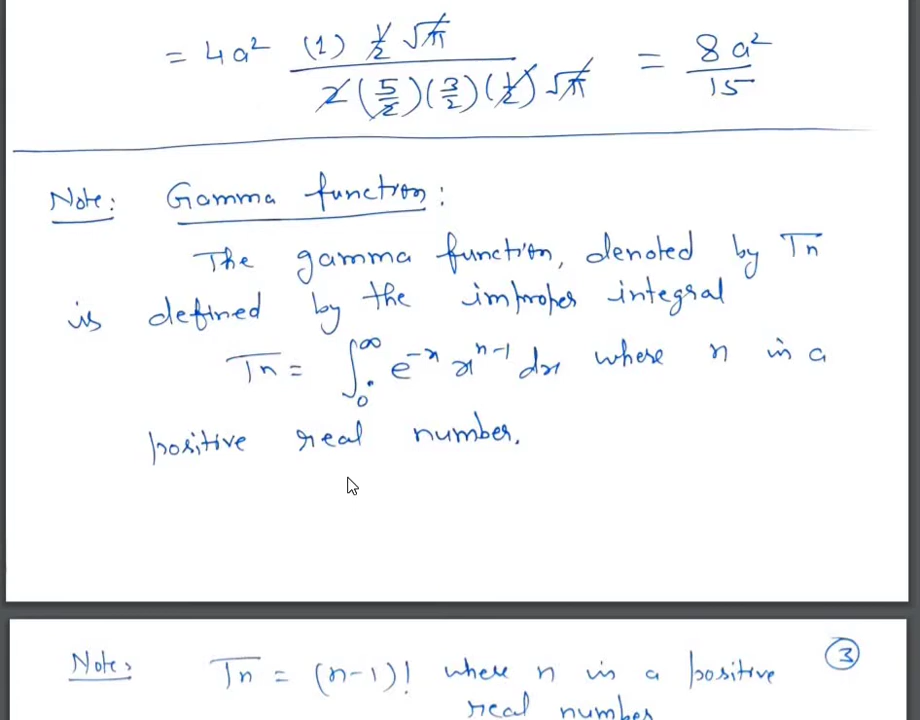 = 4a² (1) ½ √π / 2(5/2)(3/2)(1/2) √π = 8a²/15
Note: Gamma function:
The gamma function, denoted by Γn
is defined by the improper integral
Γn = ∫₀^∞ e^-x x^n-1 dx where n is a
positive real number.
Note: Γn = (n-1)! where n is a positive ③
real number